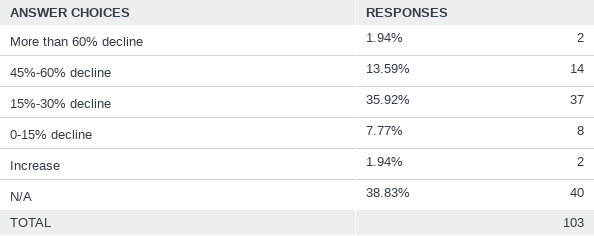 ANSWER CHOICES RESPONSES
More than 60% decline 1.94% 2
45%-60% decline 13.59% 14
15%-30% decline 35.92% 37
0-15% decline 7.77% 8
Increase 1.94% 2
N/A 38.83% 40
TOTAL 103